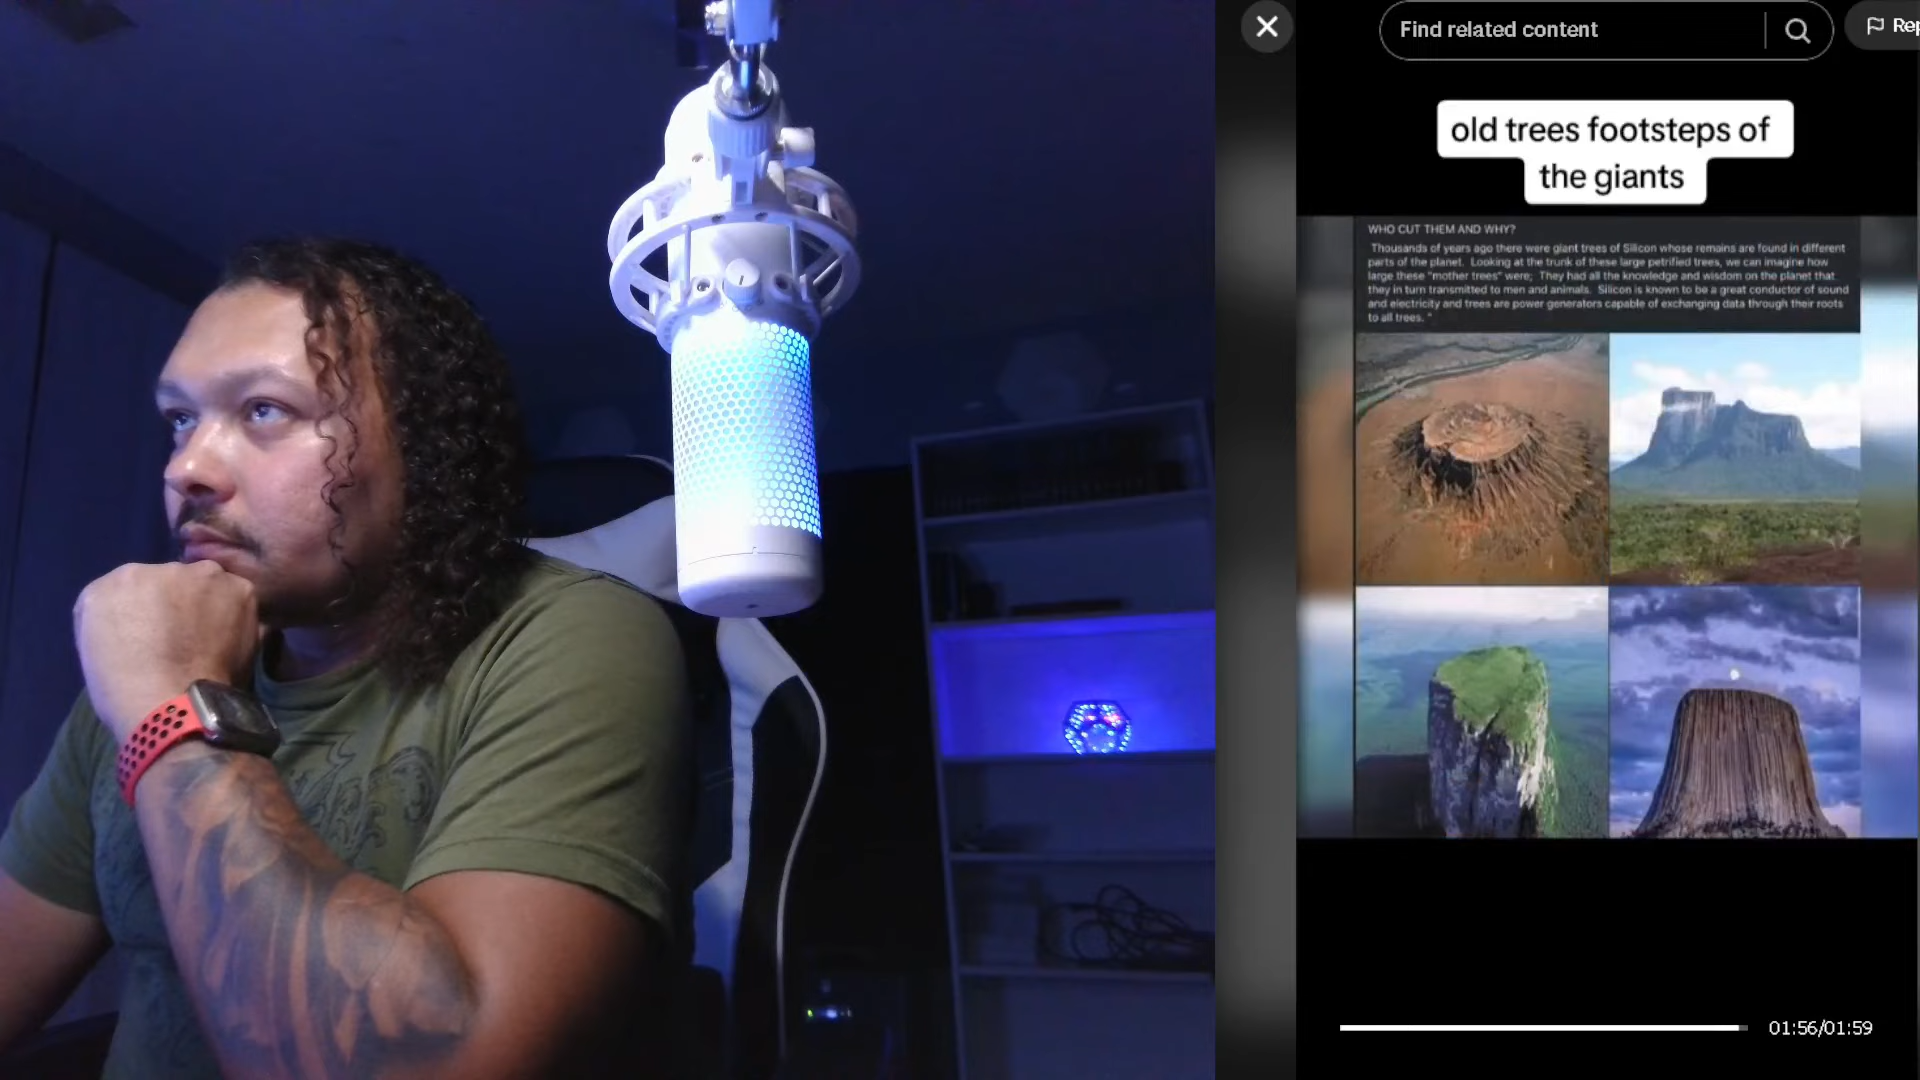 Find related content
Rep
old trees footsteps of
the giants
WHO CUT THEM AND WHY?
Thousands of years ago there were giant trees of Silicon whose remains are found in different
parts of the planet. Looking at the trunk of these large petrified trees, we can imagine how
large these "mother trees" were; They had all the knowledge and wisdom on the planet that
they in turn transmitted to men and animals. Silicon is known to be a great conductor of sound
and electricity and trees are power generators capable of exchanging data through their roots
to all trees. "
01:56/01:59